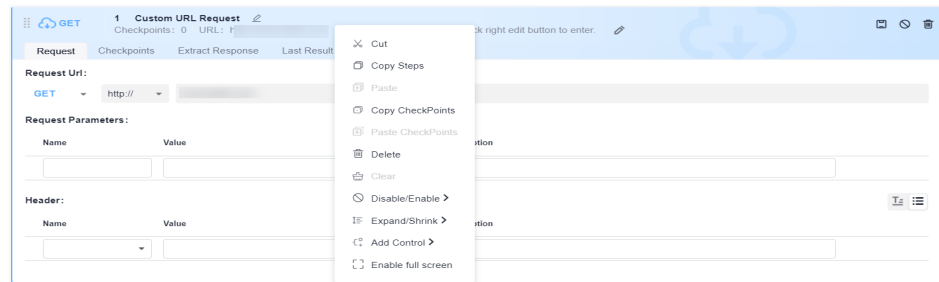 GET
1 Custom URL Request
Checkpoints: 0 URL: ck right edit button to enter.
Request Checkpoints Extract Response Last Result
Request Url:
GET http://
Request Parameters:
Name Value
Header:
Name Value
Cut
Copy Steps
Paste
Copy CheckPoints
Paste CheckPoints
Delete
Clear
Disable/Enable >
Expand/Shrink >
Add Control >
Enable full screen